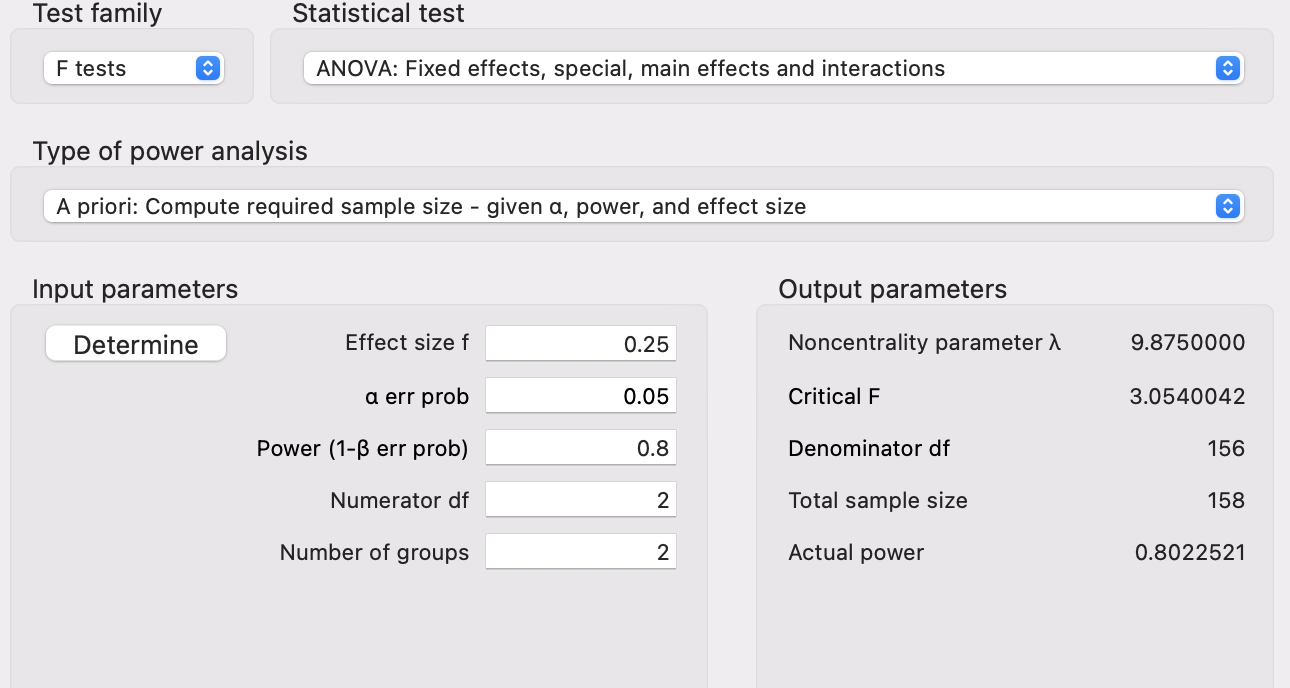 Test family
Statistical test
F tests
ANOVA: Fixed effects, special, main effects and interactions
Type of power analysis
A priori: Compute required sample size - given α, power, and effect size
Input parameters
Output parameters
Determine
Effect size f
0.25
Noncentrality parameter λ
9.8750000
α err prob
0.05
Critical F
3.0540042
Power (1-β err prob)
0.8
Denominator df
156
Numerator df
2
Total sample size
158
Number of groups
2
Actual power
0.8022521